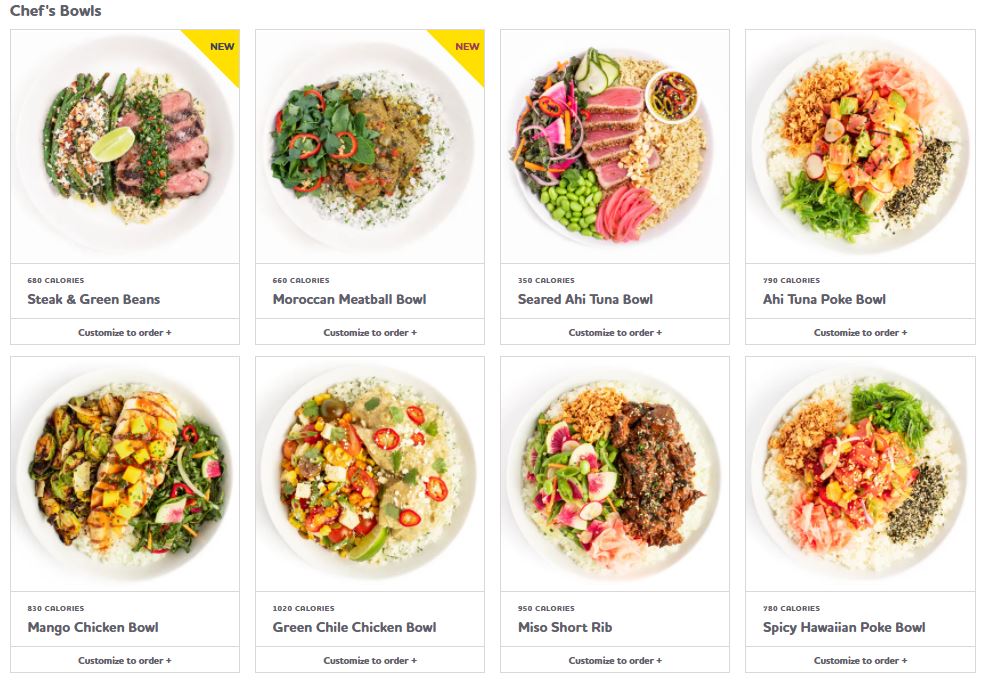 Chef's Bowls
NEW
NEW
680 CALORIES
Steak & Green Beans
Customize to order +
660 CALORIES
Moroccan Meatball Bowl
Customize to order +
350 CALORIES
Seared Ahi Tuna Bowl
Customize to order +
790 CALORIES
Ahi Tuna Poke Bowl
Customize to order +
830 CALORIES
Mango Chicken Bowl
Customize to order +
1020 CALORIES
Green Chile Chicken Bowl
Customize to order +
950 CALORIES
Miso Short Rib
Customize to order +
780 CALORIES
Spicy Hawaiian Poke Bowl
Customize to order +